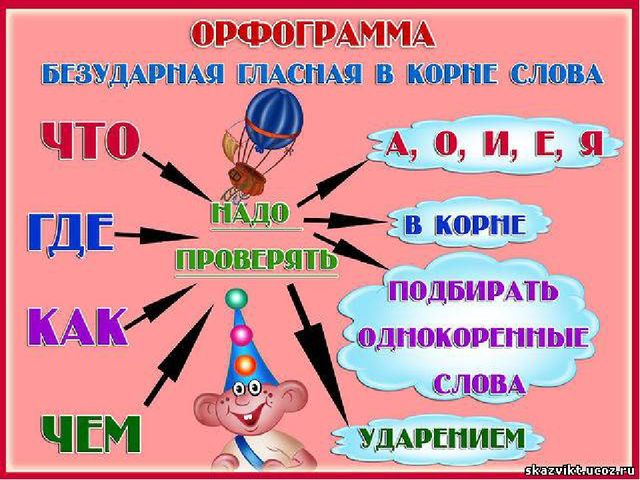 ОРФОГРАММА
БЕЗУДАРНАЯ ГЛАСНАЯ В КОРНЕ СЛОВА
ЧТО
ГДЕ
КАК
ЧЕМ
НАДО
ПРОВЕРЯТЬ
А, О, И, Е, Я
В КОРНЕ
ПОДБИРАТЬ
ОДНОКОРЕННЫЕ
СЛОВА
УДАРЕНИЕМ
skazvikt.ucoz.ru